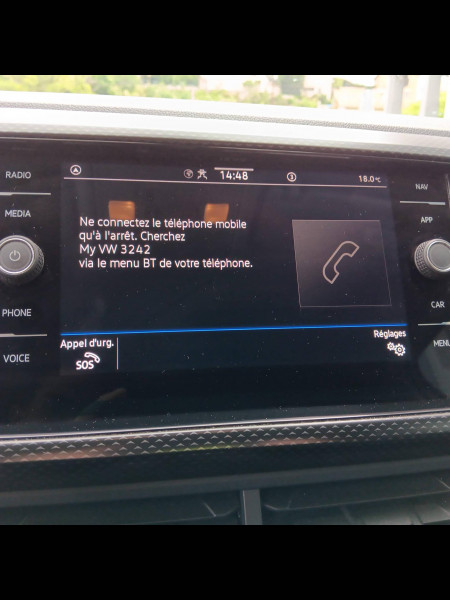 RADIO
MEDIA
PHONE
VOICE
14:48
18.0°C
Ne connectez le téléphone mobile
qu'à l'arrêt. Cherchez
My VW 3242
via le menu BT de votre téléphone.
Appel d'urg.
SOS
Réglages
NAV
APP
CAR
MENU